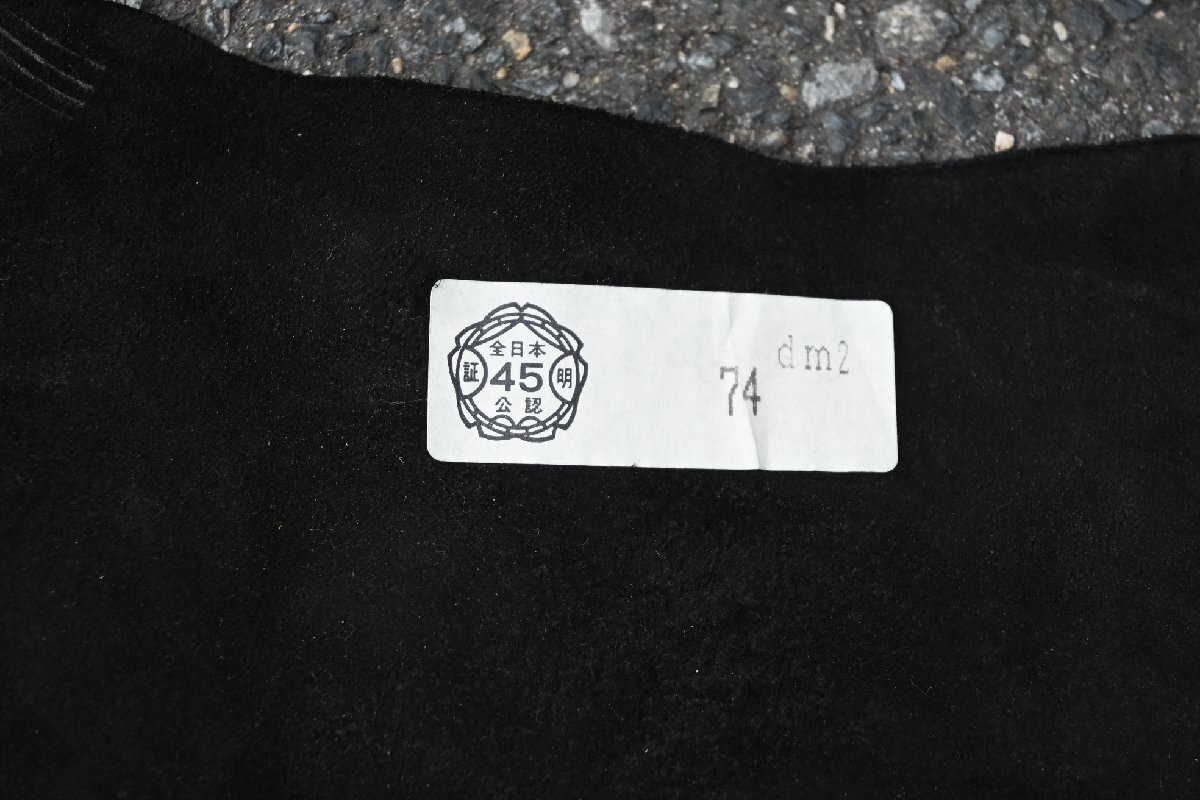 全日本
証 45 明
公認
74 dm2